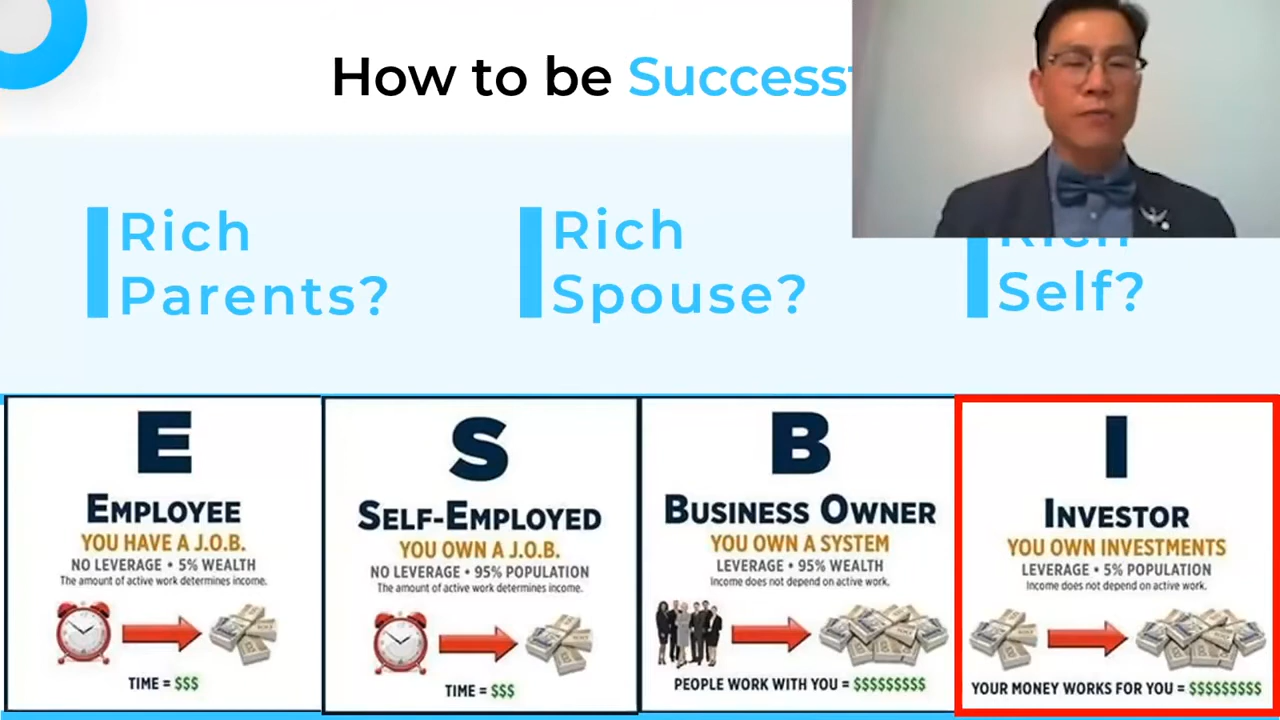 How to be Success
Rich
Parents?
Rich
Spouse?
Rich
Self?
E
EMPLOYEE
YOU HAVE A J.O.B.
NO LEVERAGE • 5% WEALTH
The amount of active work determines income.
TIME = $$$
S
SELF-EMPLOYED
YOU OWN A J.O.B.
NO LEVERAGE • 95% POPULATION
The amount of active work determines income.
TIME = $$$
B
BUSINESS OWNER
YOU OWN A SYSTEM
LEVERAGE • 95% WEALTH
Income does not depend on active work.
PEOPLE WORK WITH YOU = $$$$$$$$$
I
INVESTOR
YOU OWN INVESTMENTS
LEVERAGE • 5% POPULATION
Income does not depend on active work.
YOUR MONEY WORKS FOR YOU = $$$$$$$$$